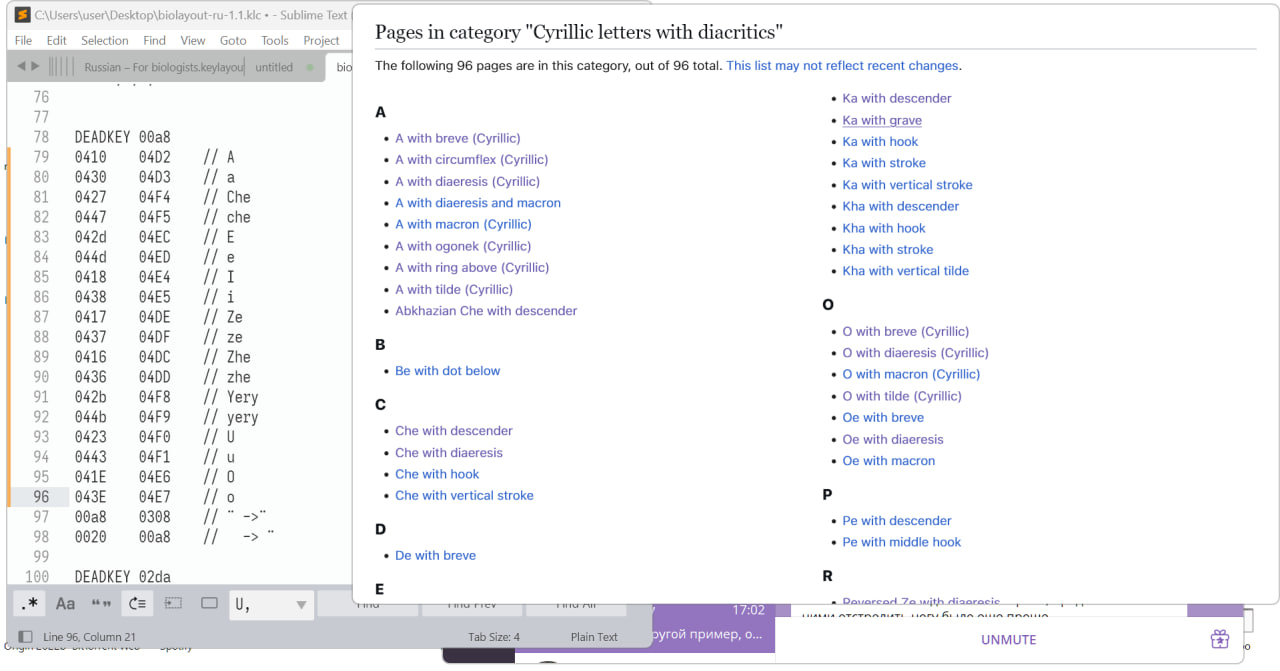 C:\Users\user\Desktop\biolayout-ru-1.1.klc • - Sublime Text
File Edit Selection Find View Goto Tools Project
Russian – For biologists.keylayou untitled bio
76
77
78 DEADKEY 00a8
79 0410 04D2 // A
80 0430 04D3 // a
81 0427 04F4 // Che
82 0447 04F5 // che
83 042d 04EC // E
84 044d 04ED // e
85 0418 04E4 // I
86 0438 04E5 // i
87 0417 04DE // Ze
88 0437 04DF // ze
89 0416 04DC // Zhe
90 0436 04DD // zhe
91 042b 04F8 // Yery
92 044b 04F9 // yery
93 0423 04F0 // U
94 0443 04F1 // u
95 041E 04E6 // O
96 043E 04E7 // o
97 00a8 0308 // ¨ ->¨
98 0020 00a8 //   -> ¨
99
100 DEADKEY 02da
.* Aa “” U, Find Find Prev Find All
Line 96, Column 21 Tab Size: 4 Plain Text
Pages in category "Cyrillic letters with diacritics"
The following 96 pages are in this category, out of 96 total. This list may not reflect recent changes.
A
• A with breve (Cyrillic)
• A with circumflex (Cyrillic)
• A with diaeresis (Cyrillic)
• A with diaeresis and macron
• A with macron (Cyrillic)
• A with ogonek (Cyrillic)
• A with ring above (Cyrillic)
• A with tilde (Cyrillic)
• Abkhazian Che with descender
B
• Be with dot below
C
• Che with descender
• Che with diaeresis
• Che with hook
• Che with vertical stroke
D
• De with breve
E
• Ka with descender
• Ka with grave
• Ka with hook
• Ka with stroke
• Ka with vertical stroke
• Kha with descender
• Kha with hook
• Kha with stroke
• Kha with vertical tilde
O
• O with breve (Cyrillic)
• O with diaeresis (Cyrillic)
• O with macron (Cyrillic)
• O with tilde (Cyrillic)
• Oe with breve
• Oe with diaeresis
• Oe with macron
P
• Pe with descender
• Pe with middle hook
R
• Reversed Ze with diaeresis
17:02
ругой пример, о...
UNMUTE